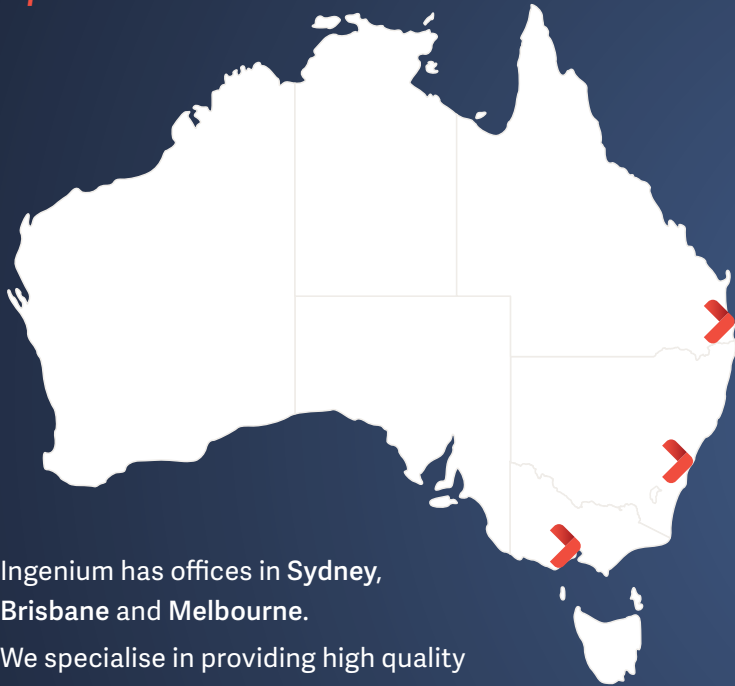 Ingenium has offices in Sydney,
Brisbane and Melbourne.
We specialise in providing high quality